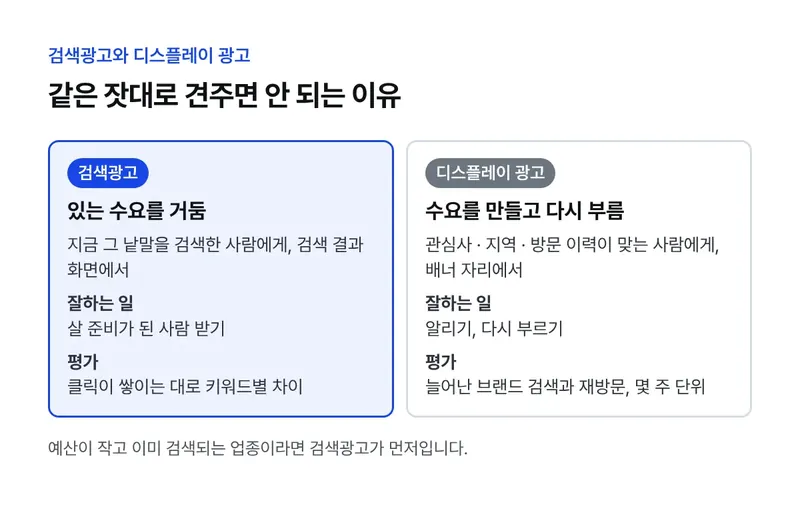 검색광고와 디스플레이 광고
같은 잣대로 견주면 안 되는 이유
검색광고
있는 수요를 거둠
지금 그 낱말을 검색한 사람에게, 검색 결과
화면에서
잘하는 일
살 준비가 된 사람 받기
평가
클릭이 쌓이는 대로 키워드별 차이
디스플레이 광고
수요를 만들고 다시 부름
관심사 · 지역 · 방문 이력이 맞는 사람에게,
배너 자리에서
잘하는 일
알리기, 다시 부르기
평가
늘어난 브랜드 검색과 재방문, 몇 주 단위
예산이 작고 이미 검색되는 업종이라면 검색광고가 먼저입니다.